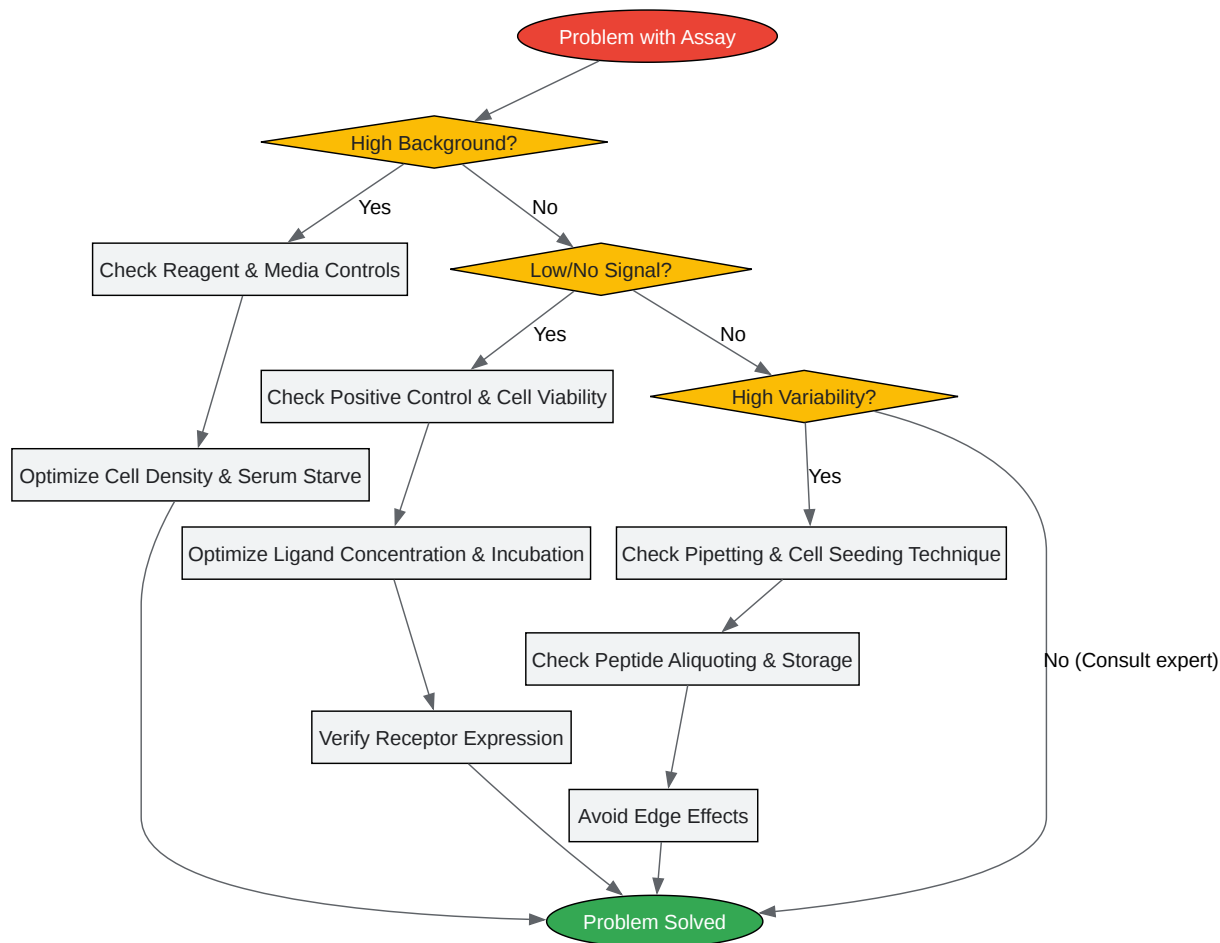 Problem with Assay
High Background?
Yes
No
Check Reagent & Media Controls
Low/No Signal?
Yes
No
Check Positive Control & Cell Viability
High Variability?
Optimize Cell Density & Serum Starve
Yes
Optimize Ligand Concentration & Incubation
Check Pipetting & Cell Seeding Technique
Check Peptide Aliquoting & Storage
No (Consult expert)
Verify Receptor Expression
Avoid Edge Effects
Problem Solved